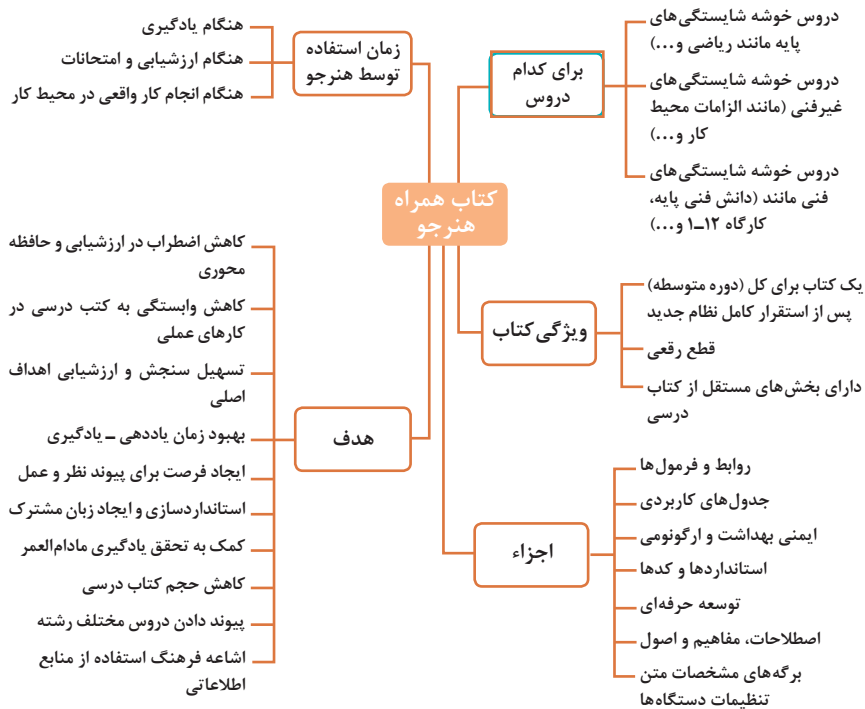 کتاب همراه
هنرجو
برای کدام
دروس
دروس خوشه شایستگی‌های
پایه مانند ریاضی و...)
دروس خوشه شایستگی‌های
غیرفنی (مانند الزامات محیط
کار و...)
دروس خوشه شایستگی‌های
فنی مانند (دانش فنی پایه،
کارگاه ۱۲ــ۱ و...)
ویژگی کتاب
یک کتاب برای کل (دوره متوسطه)
پس از استقرار کامل نظام جدید
قطع رقعی
دارای بخش‌های مستقل از کتاب
درسی
اجزاء
روابط و فرمول‌ها
جدول‌های کاربردی
ایمنی بهداشت و ارگونومی
استانداردها و کدها
توسعه حرفه‌ای
اصطلاحات، مفاهیم و اصول
برگه‌های مشخصات متن
تنظیمات دستگاه‌ها
زمان استفاده
توسط هنرجو
هنگام یادگیری
هنگام ارزشیابی و امتحانات
هنگام انجام کار واقعی در محیط کار
هدف
کاهش اضطراب در ارزشیابی و حافظه
محوری
کاهش وابستگی به کتب درسی در
کارهای عملی
تسهیل سنجش و ارزشیابی اهداف
اصلی
بهبود زمان یاددهی ــ یادگیری
ایجاد فرصت برای پیوند نظر و عمل
استانداردسازی و ایجاد زبان مشترک
کمک به تحقق یادگیری مادام‌العمر
کاهش حجم کتاب درسی
پیوند دادن دروس مختلف رشته
اشاعه فرهنگ استفاده از منابع
اطلاعاتی